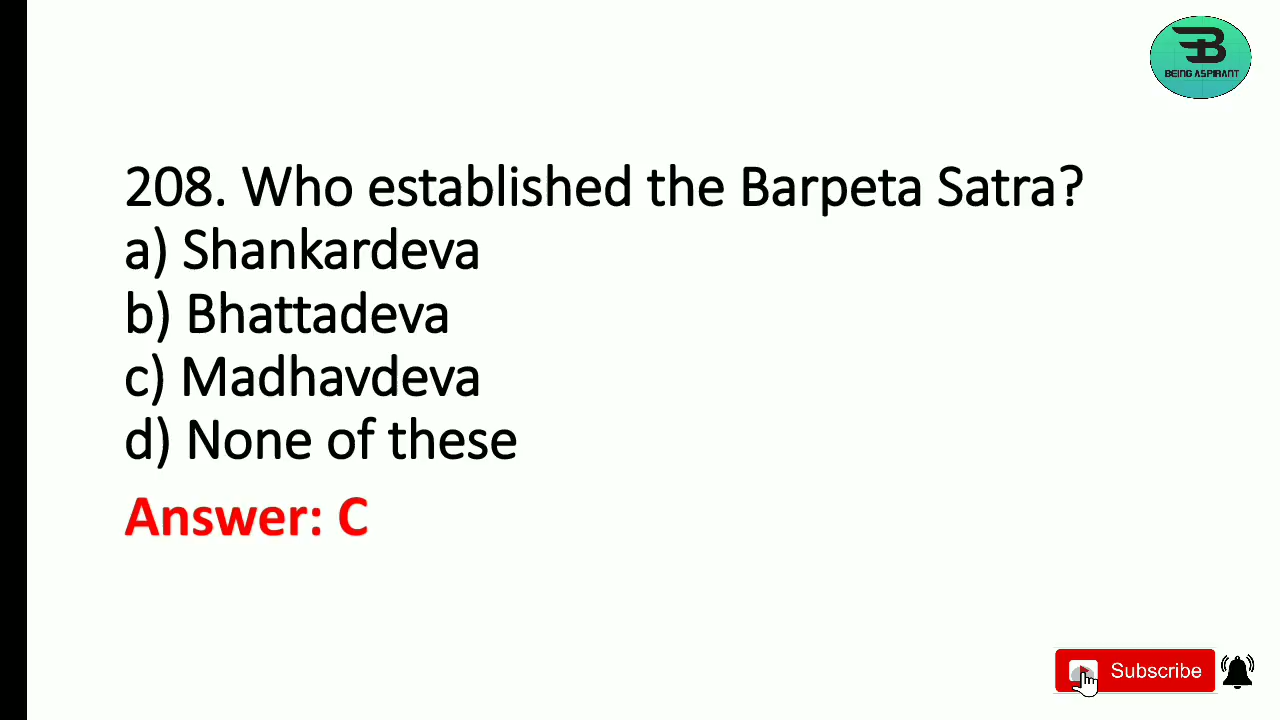 BEING ASPIRANT
208. Who established the Barpeta Satra?
a) Shankardeva
b) Bhattadeva
c) Madhavdeva
d) None of these
Answer: C
Subscribe